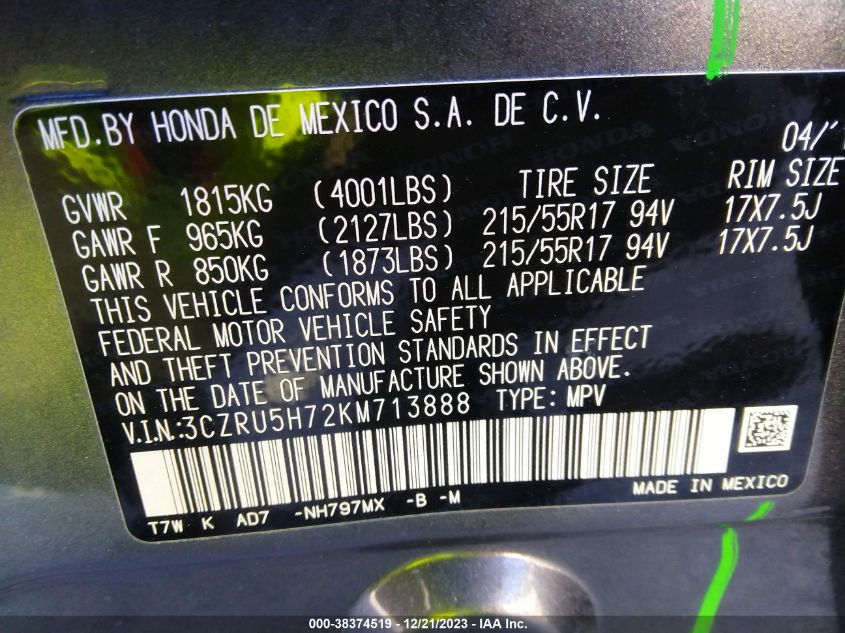 MFD.BY HONDA DE MEXICO S.A. DE C.V.
04/'1
GVWR 1815KG (4001LBS) TIRE SIZE RIM SIZE
GAWR F 965KG (2127LBS) 215/55R17 94V 17X7.5J
GAWR R 850KG (1873LBS) 215/55R17 94V 17X7.5J
THIS VEHICLE CONFORMS TO ALL APPLICABLE
FEDERAL MOTOR VEHICLE SAFETY
AND THEFT PREVENTION STANDARDS IN EFFECT
ON THE DATE OF MANUFACTURE SHOWN ABOVE.
V.I.N.:3CZRU5H72KM713888 TYPE: MPV
T7W K AD7 -NH797MX -B -M MADE IN MEXICO
000-38374519 - 12/21/2023 - IAA Inc.